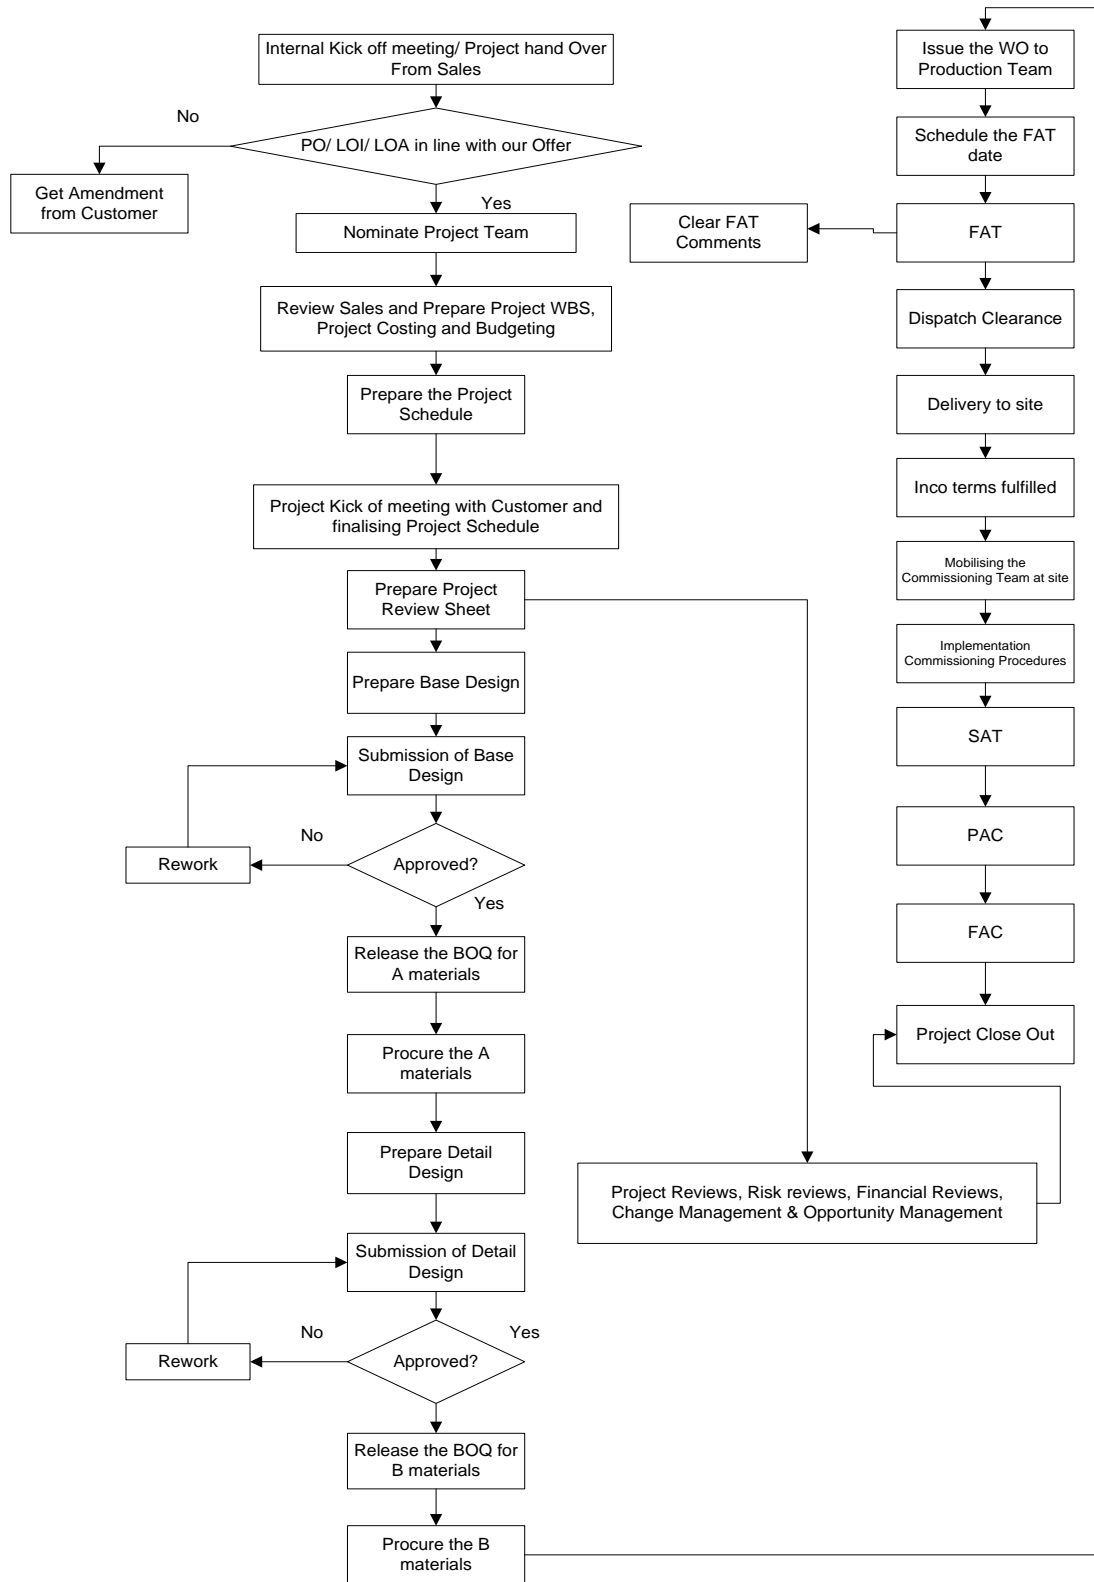 Internal Kick off meeting/ Project hand Over
From Sales
No
PO/ LOI/ LOA in line with our Offer
Get Amendment
from Customer
Yes
Nominate Project Team
Review Sales and Prepare Project WBS,
Project Costing and Budgeting
Prepare the Project
Schedule
Project Kick of meeting with Customer and
finalising Project Schedule
Prepare Project
Review Sheet
Prepare Base Design
Submission of Base
Design
No
Rework
Approved?
Yes
Release the BOQ for
A materials
Procure the A
materials
Prepare Detail
Design
Submission of Detail
Design
No
Yes
Rework
Approved?
Release the BOQ for
B materials
Procure the B
materials
Issue the WO to
Production Team
Schedule the FAT
date
Clear FAT
Comments
FAT
Dispatch Clearance
Delivery to site
Inco terms fulfilled
Mobilising the
Commissioning Team at site
Implementation
Commissioning Procedures
SAT
PAC
FAC
Project Close Out
Project Reviews, Risk reviews, Financial Reviews,
Change Management & Opportunity Management